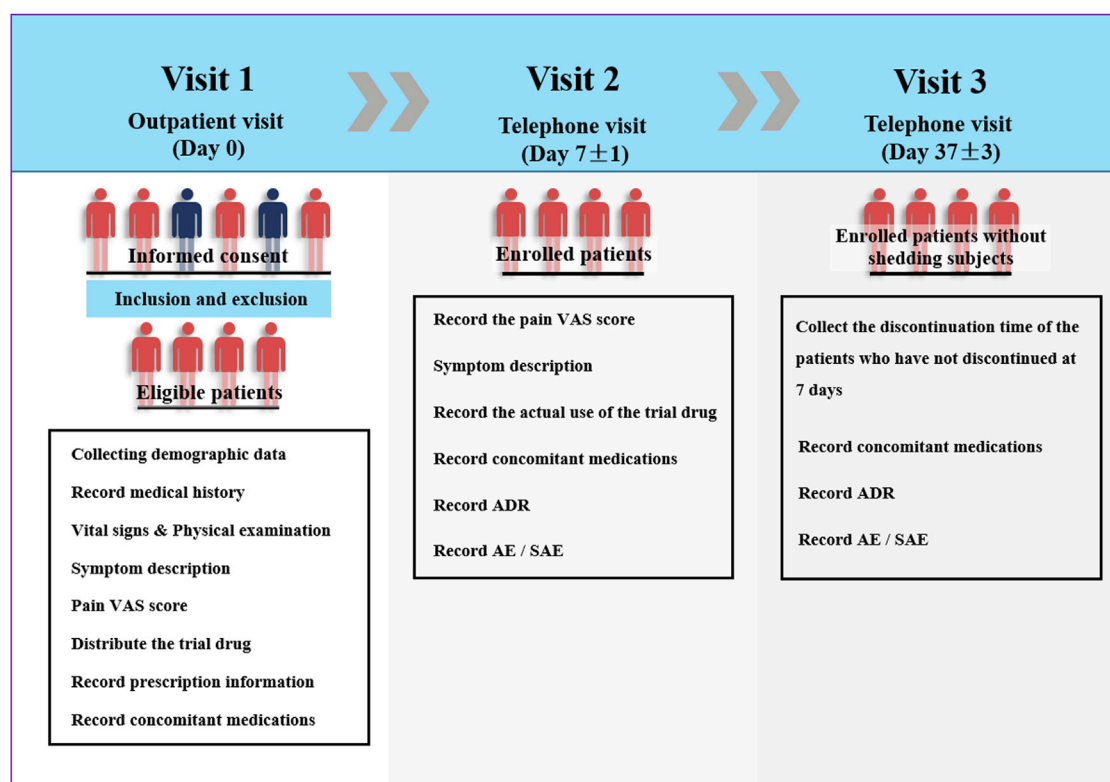 Visit 1
Outpatient visit
(Day 0)
Visit 2
Telephone visit
(Day 7±1)
Visit 3
Telephone visit
(Day 37±3)
Informed consent
Inclusion and exclusion
Eligible patients
Collecting demographic data
Record medical history
Vital signs & Physical examination
Symptom description
Pain VAS score
Distribute the trial drug
Record prescription information
Record concomitant medications
Enrolled patients
Record the pain VAS score
Symptom description
Record the actual use of the trial drug
Record concomitant medications
Record ADR
Record AE / SAE
Enrolled patients without
shedding subjects
Collect the discontinuation time of the
patients who have not discontinued at
7 days
Record concomitant medications
Record ADR
Record AE / SAE